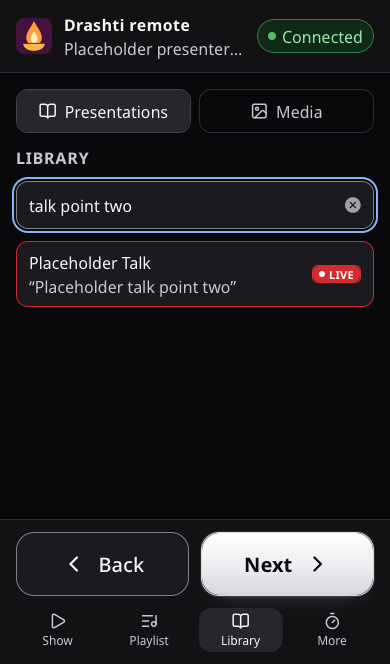 Drashti remote
Placeholder presenter...
Connected
Presentations
Media
LIBRARY
talk point two
Placeholder Talk
“Placeholder talk point two”
LIVE
Back
Next
Show
Playlist
Library
More